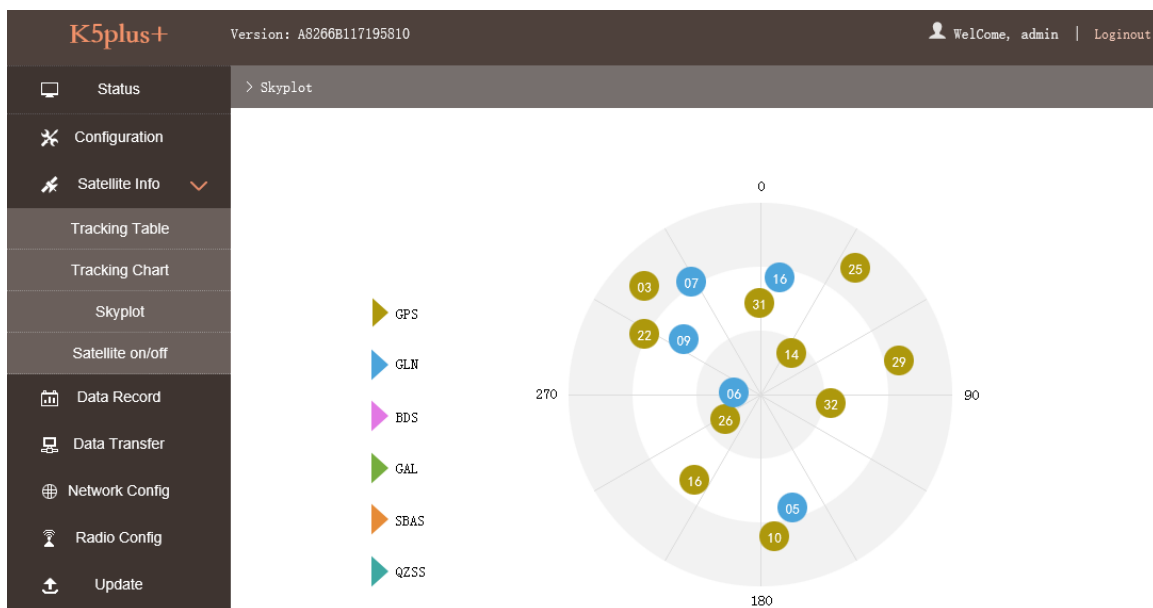 K5plus+
Version: A8266B117195810
WelCome, admin | Loginout
Status
> Skyplot
Configuration
Satellite Info
Tracking Table
Tracking Chart
Skyplot
Satellite on/off
Data Record
Data Transfer
Network Config
Radio Config
Update
GPS
GLN
BDS
GAL
SBAS
QZSS
0
25
16
07
03
31
22
09
14
29
270
06
32
90
26
16
05
10
180